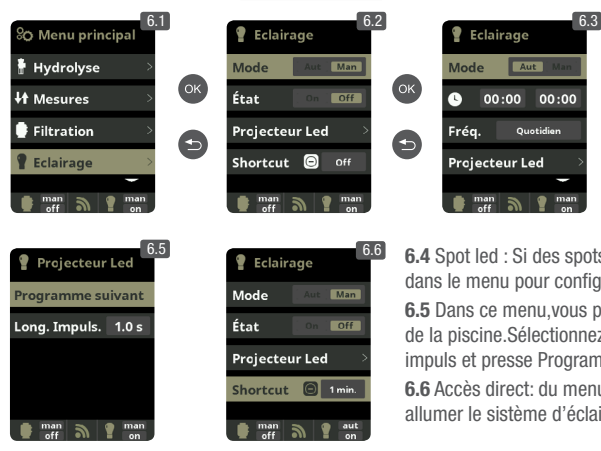 6.1
Menu principal
Hydrolyse >
Mesures >
Filtration >
Eclairage >
man off man on
OK
6.2
Eclairage
Mode Aut Man
État On Off
Projecteur Led >
Shortcut Off
man off man on
OK
6.3
Eclairage
Mode Aut Man
00:00 00:00
Fréq. Quotidien
Projecteur Led >
man off man on
6.5
Projecteur Led
Programme suivant
Long. Impuls. 1.0 s
man off man on
6.6
Eclairage
Mode Aut Man
État On Off
Projecteur Led >
Shortcut 1 min.
man off aut on
6.4 Spot led : Si des spots
dans le menu pour config
6.5 Dans ce menu,vous p
de la piscine.Sélectionnez
impuls et presse Program
6.6 Accès direct: du menu
allumer le sistème d'éclai